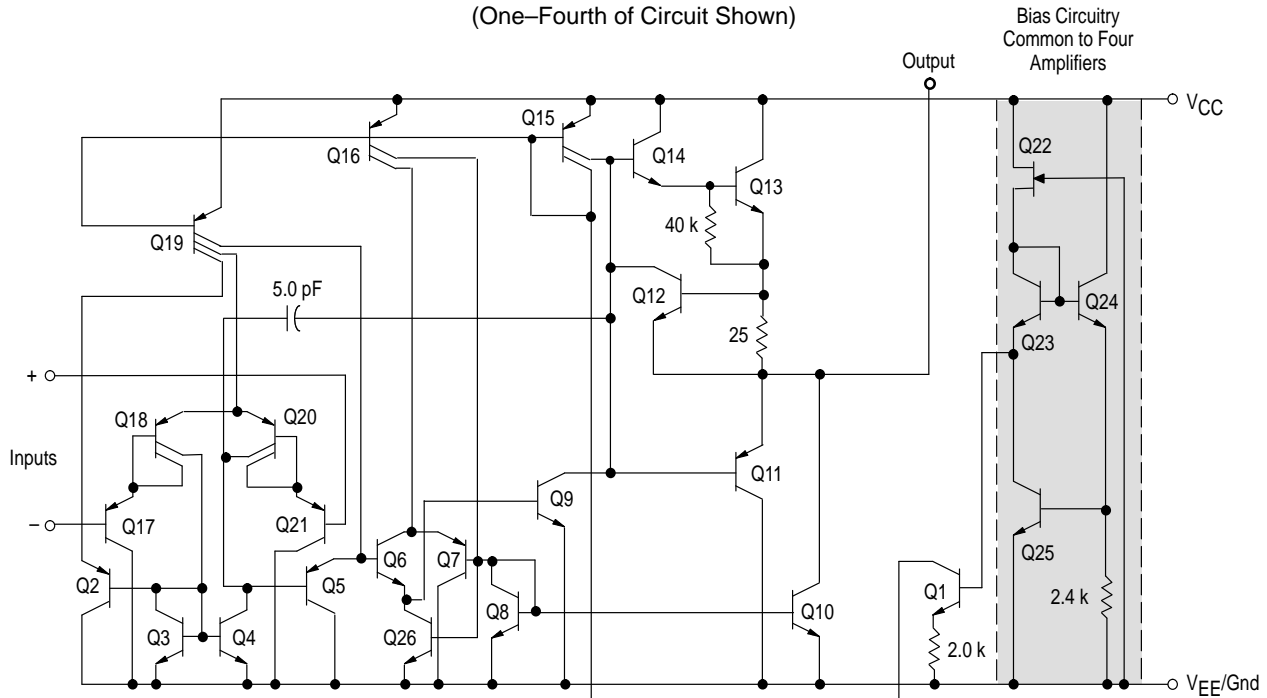 (One–Fourth of Circuit Shown)
Bias Circuitry
Common to Four
Amplifiers
Output
VCC
Q15
Q22
Q16
Q14
Q13
40 k
Q19
5.0 pF
Q12
Q24
25
Q23
+
Q18
Q20
Inputs
Q11
Q9
–
Q17
Q21
Q25
Q6
Q7
Q2
Q5
Q1
Q8
Q10
2.4 k
Q3
Q4
Q26
2.0 k
VEE/Gnd